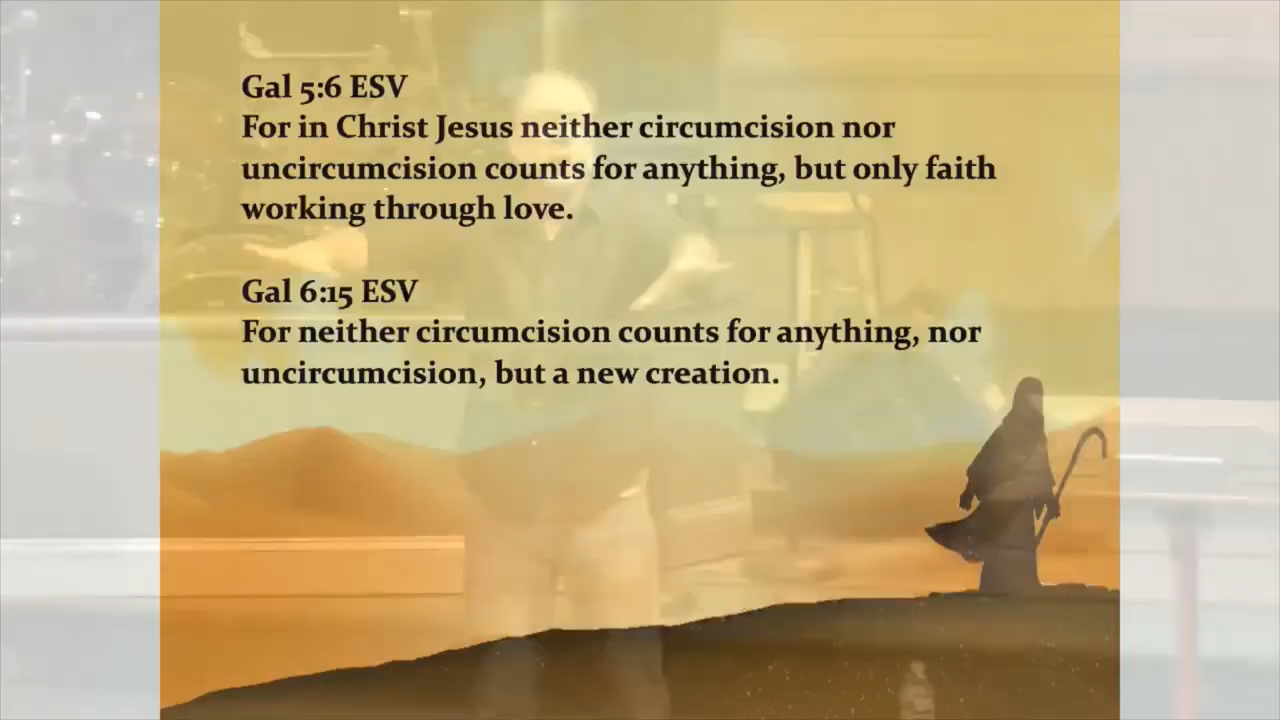 Gal 5:6 ESV
For in Christ Jesus neither circumcision nor
uncircumcision counts for anything, but only faith
working through love.
Gal 6:15 ESV
For neither circumcision counts for anything, nor
uncircumcision, but a new creation.